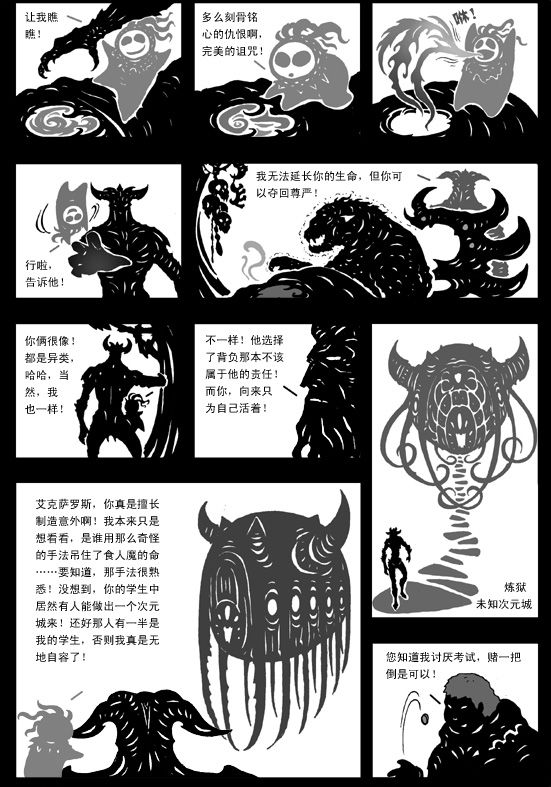 让我瞧
瞧！
多么刻骨铭
心的仇恨啊，
完美的诅咒！
咻！
行啦，
告诉他！
我无法延长你的生命，但你可
以夺回尊严！
你俩很像！
都是异类，
哈哈，当
然，我
也一样！
不一样！他选择
了背负那本不该
属于他的责任！
而你，向来只
为自己活着！
炼狱
未知次元城
艾克萨罗斯，你真是擅长
制造意外啊！我本来只是
想看看，是谁用那么奇怪
的手法吊住了食人魔的命
……要知道，那手法很熟
悉！没想到，你的学生中
居然有人能做出一个次元
城来！还好那人有一半是
我的学生，否则我真是无
地自容了！
您知道我讨厌考试，赌一把
倒是可以！